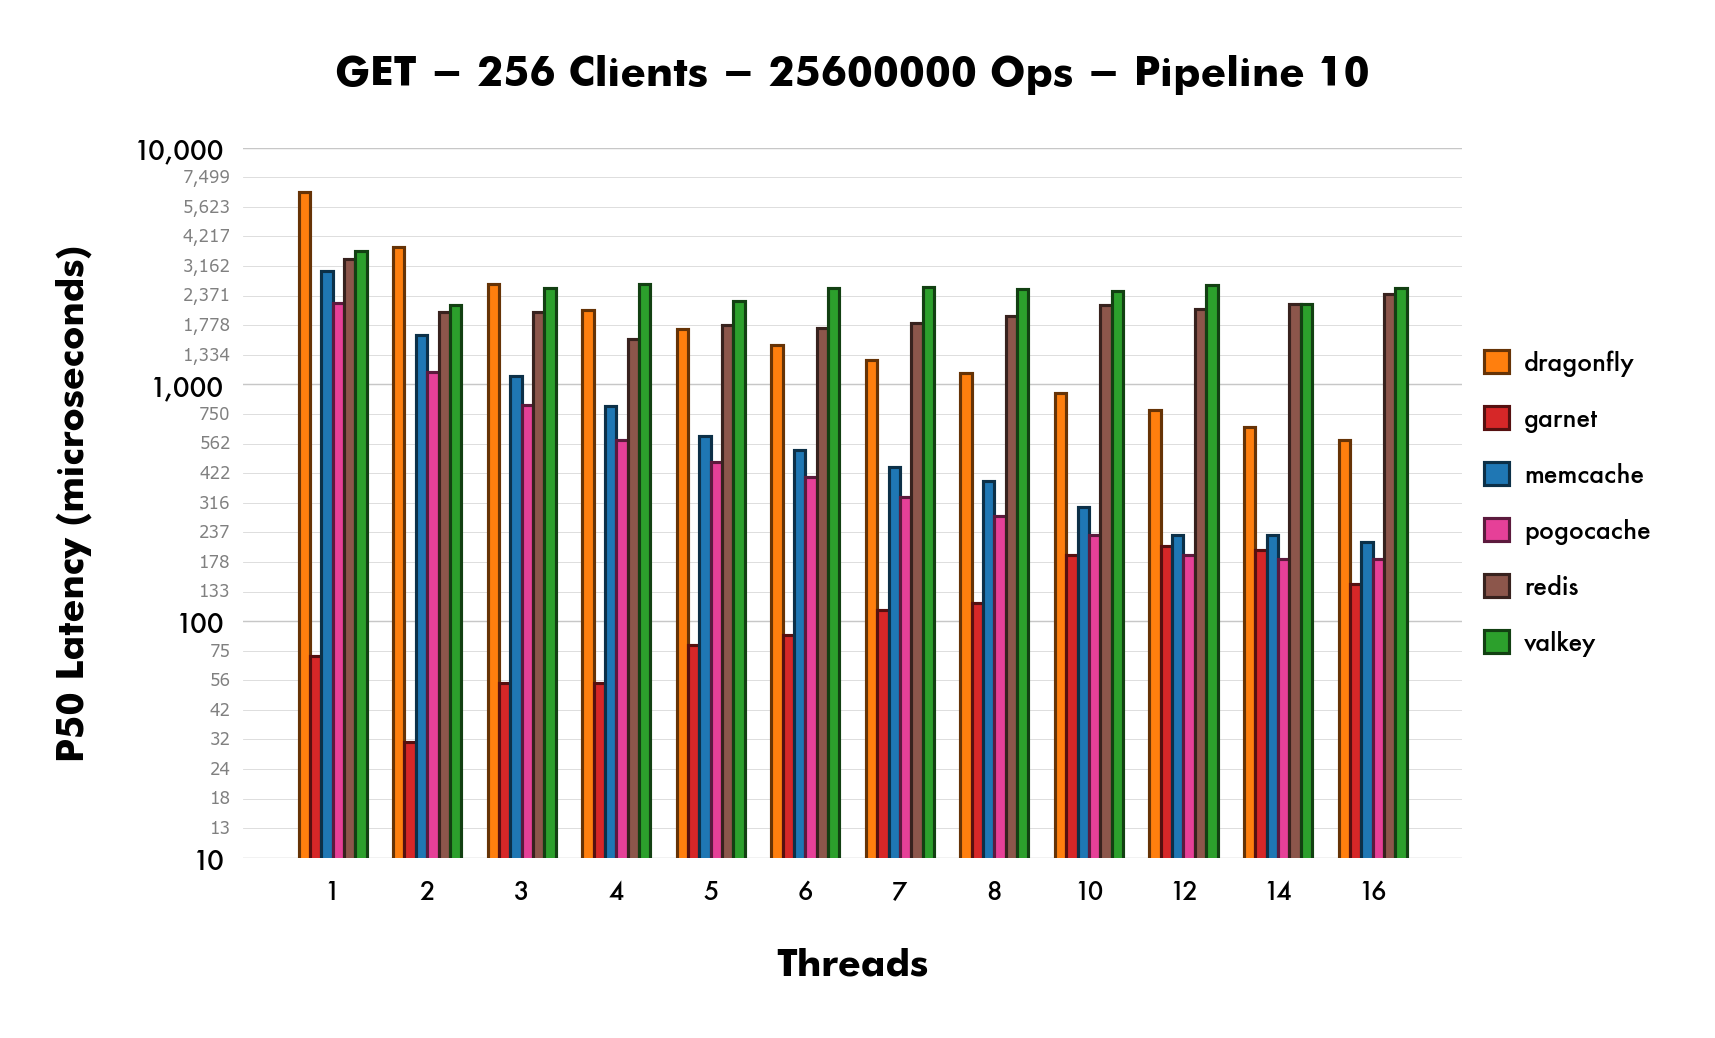 GET – 256 Clients – 25600000 Ops – Pipeline 10
P50 Latency (microseconds)
10,000
7,499
5,623
4,217
3,162
2,371
1,778
1,334
1,000
750
562
422
316
237
178
133
100
75
56
42
32
24
18
13
10
1 2 3 4 5 6 7 8 10 12 14 16
Threads
dragonfly
garnet
memcache
pogocache
redis
valkey